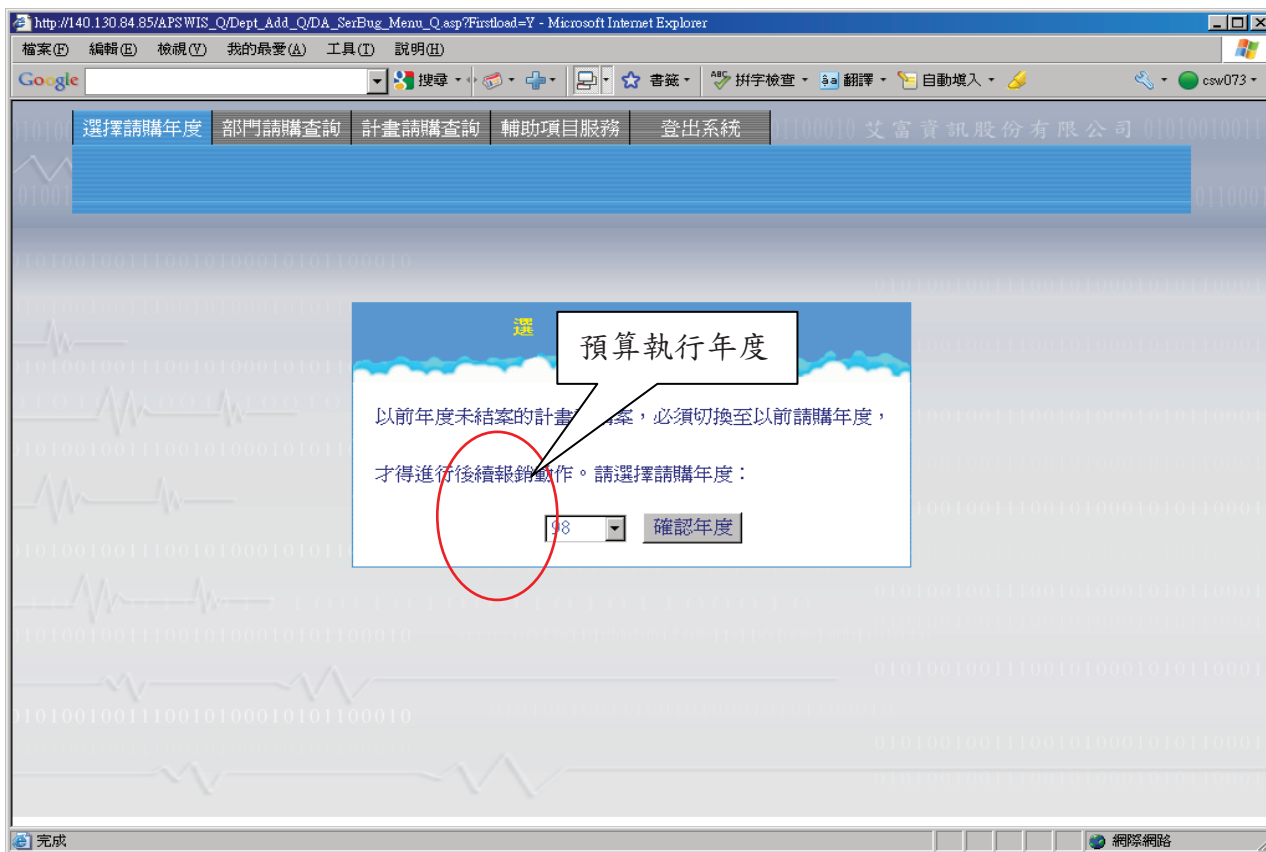 http://140.130.84.85/APSWIS_Q/Dept_Add_Q/DA_SerBug_Menu_Q.asp?Firstload=Y - Microsoft Internet Explorer
檔案(F) 編輯(E) 檢視(V) 我的最愛(A) 工具(T) 說明(H)
Google 搜尋 書籤 拼字檢查 翻譯 自動填入 csw073
選擇請購年度 部門請購查詢 計畫請購查詢 輔助項目服務 登出系統 艾富資訊股份有限公司
選
預算執行年度
以前年度未結案的計畫 案,必須切換至以前請購年度,
才得進行後續報銷動作。請選擇請購年度:
98 確認年度
完成 網際網路